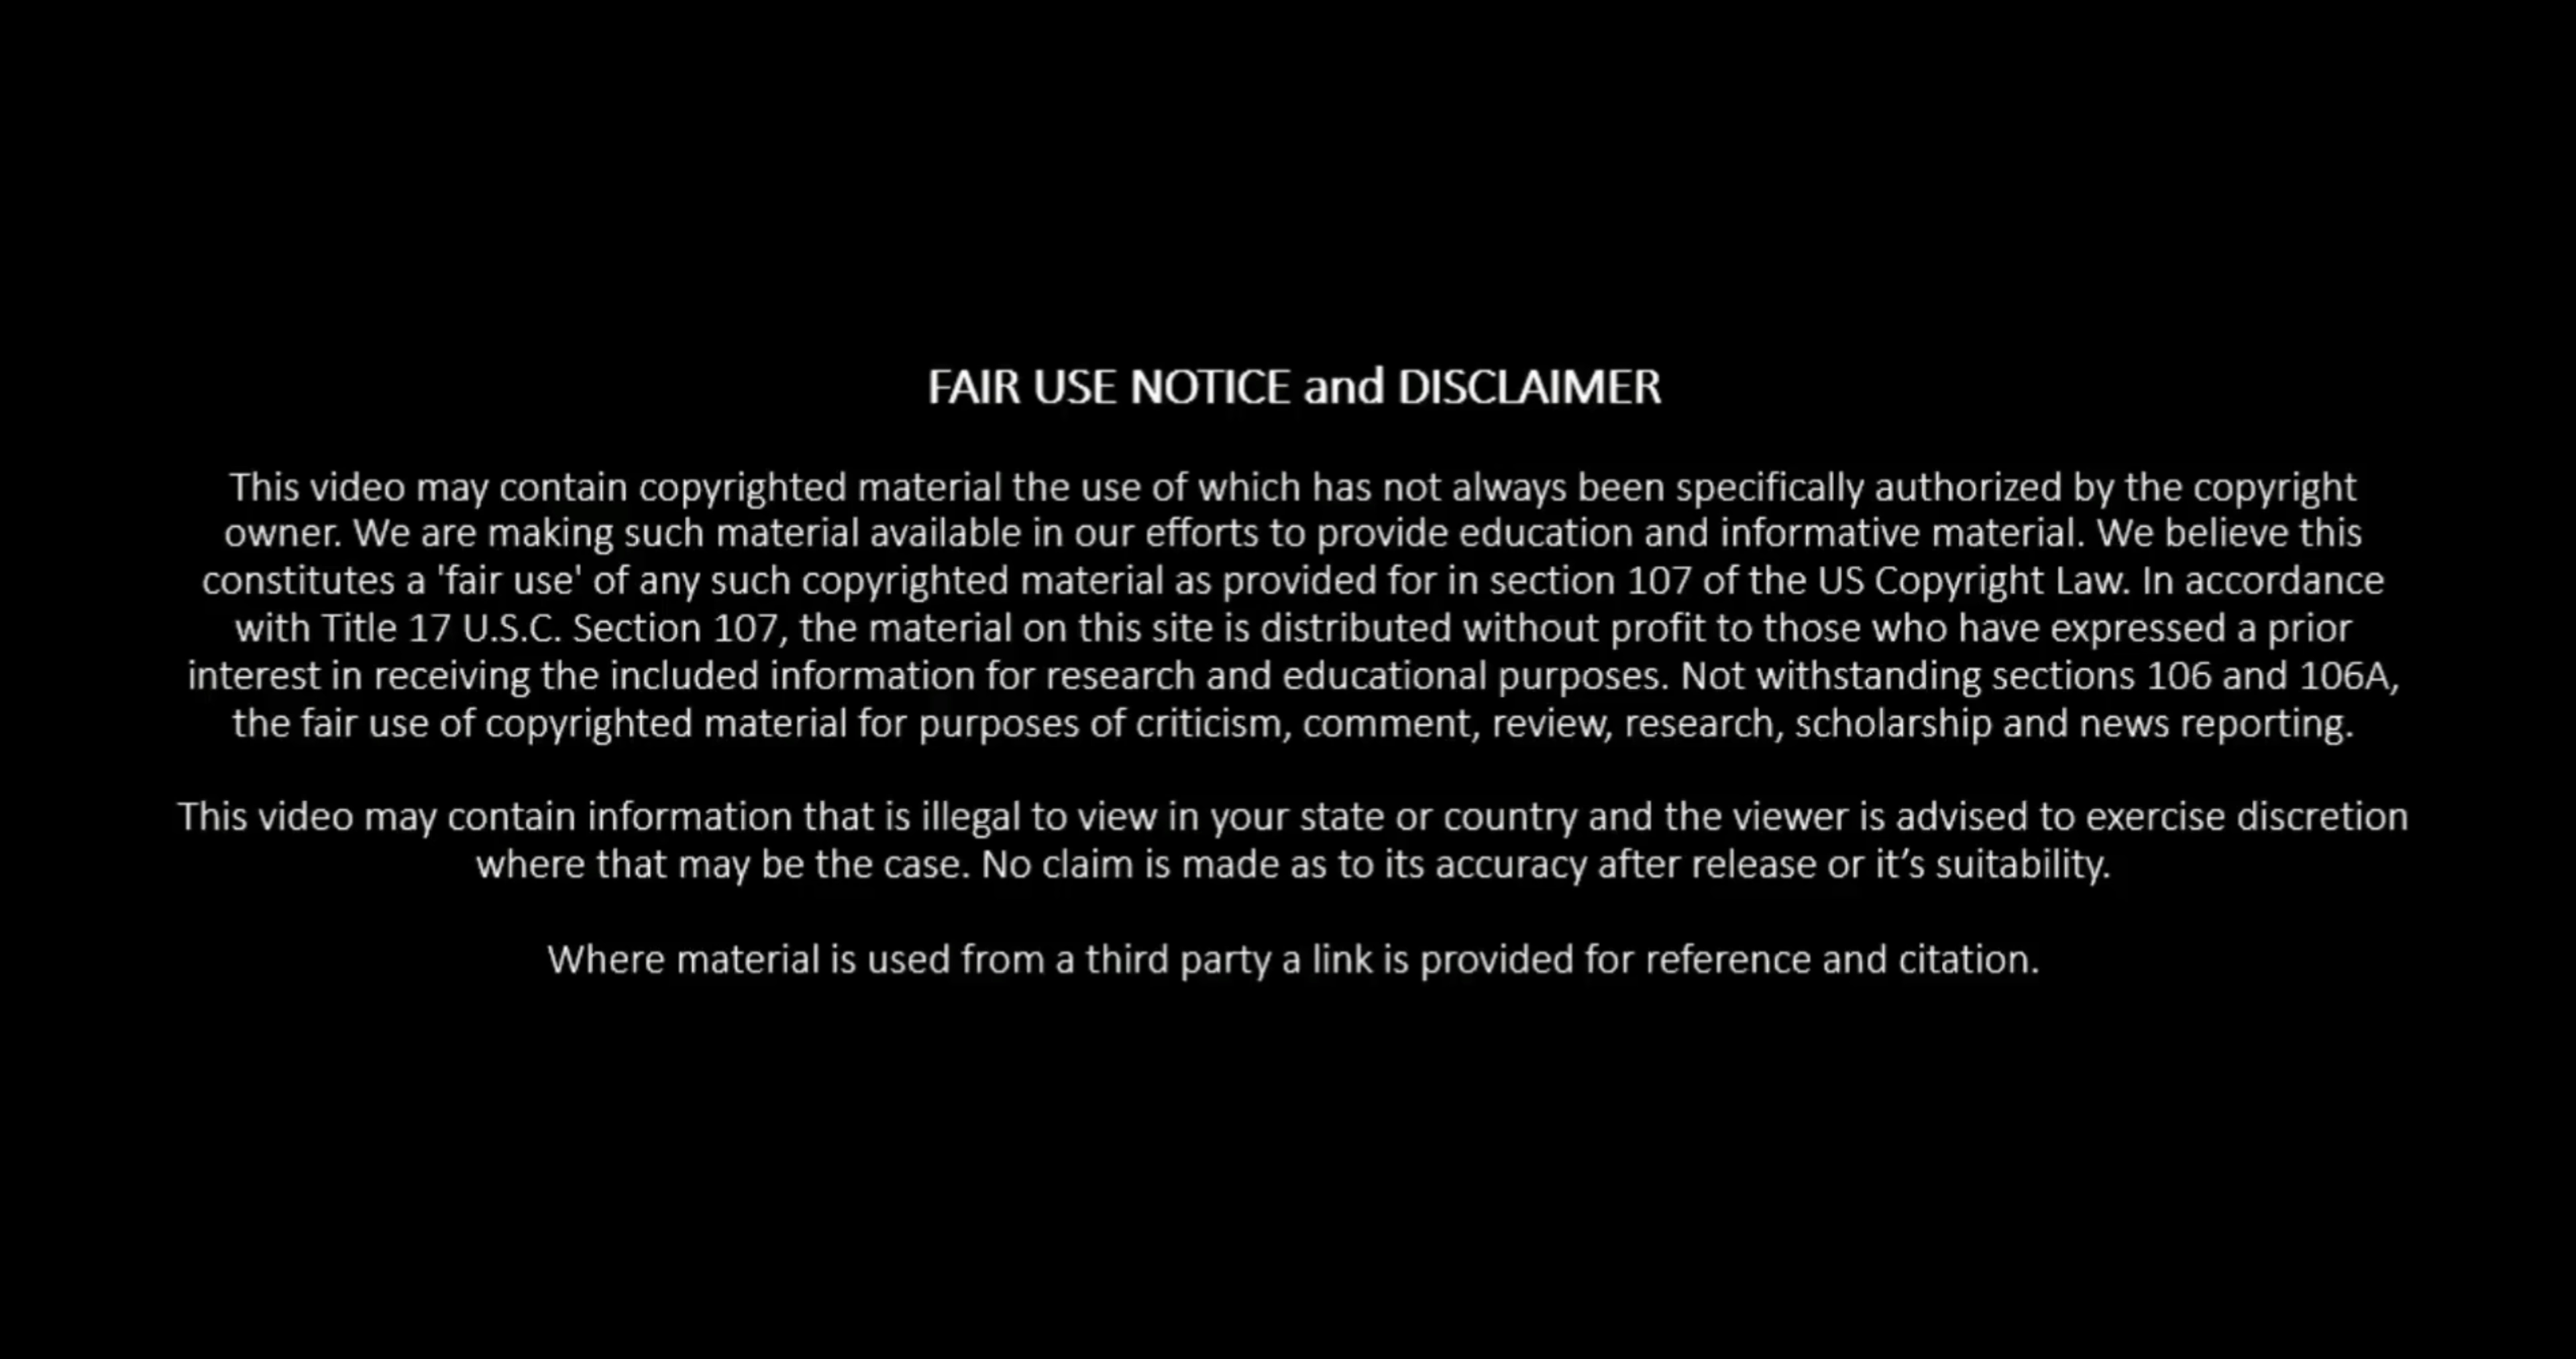 FAIR USE NOTICE and DISCLAIMER
This video may contain copyrighted material the use of which has not always been specifically authorized by the copyright
owner. We are making such material available in our efforts to provide education and informative material. We believe this
constitutes a 'fair use' of any such copyrighted material as provided for in section 107 of the US Copyright Law. In accordance
with Title 17 U.S.C. Section 107, the material on this site is distributed without profit to those who have expressed a prior
interest in receiving the included information for research and educational purposes. Not withstanding sections 106 and 106A,
the fair use of copyrighted material for purposes of criticism, comment, review, research, scholarship and news reporting.
This video may contain information that is illegal to view in your state or country and the viewer is advised to exercise discretion
where that may be the case. No claim is made as to its accuracy after release or it’s suitability.
Where material is used from a third party a link is provided for reference and citation.